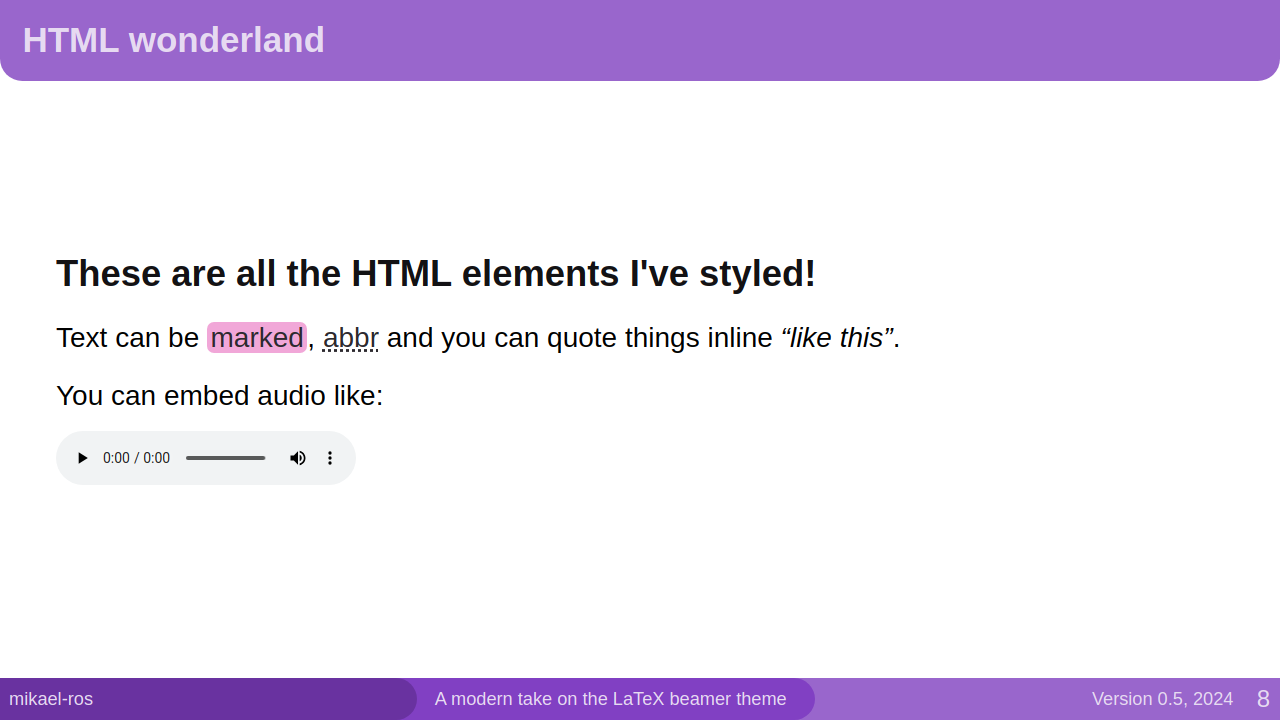 HTML wonderland
These are all the HTML elements I've styled!
Text can be marked, abbr and you can quote things inline “like this”.
You can embed audio like:
0:00 / 0:00
mikael-ros
A modern take on the LaTeX beamer theme
Version 0.5, 2024
8